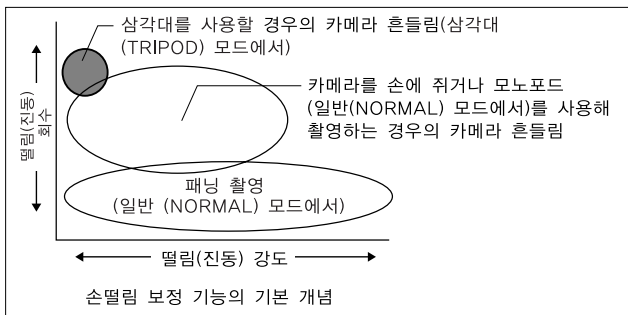 삼각대를 사용할 경우의 카메라 흔들림(삼각대
(TRIPOD) 모드에서)
카메라를 손에 쥐거나 모노포드
(일반(NORMAL) 모드에서)를 사용해
촬영하는 경우의 카메라 흔들림
떨림(진동)
회수
패닝 촬영
(일반 (NORMAL) 모드에서)
떨림(진동) 강도
손떨림 보정 기능의 기본 개념